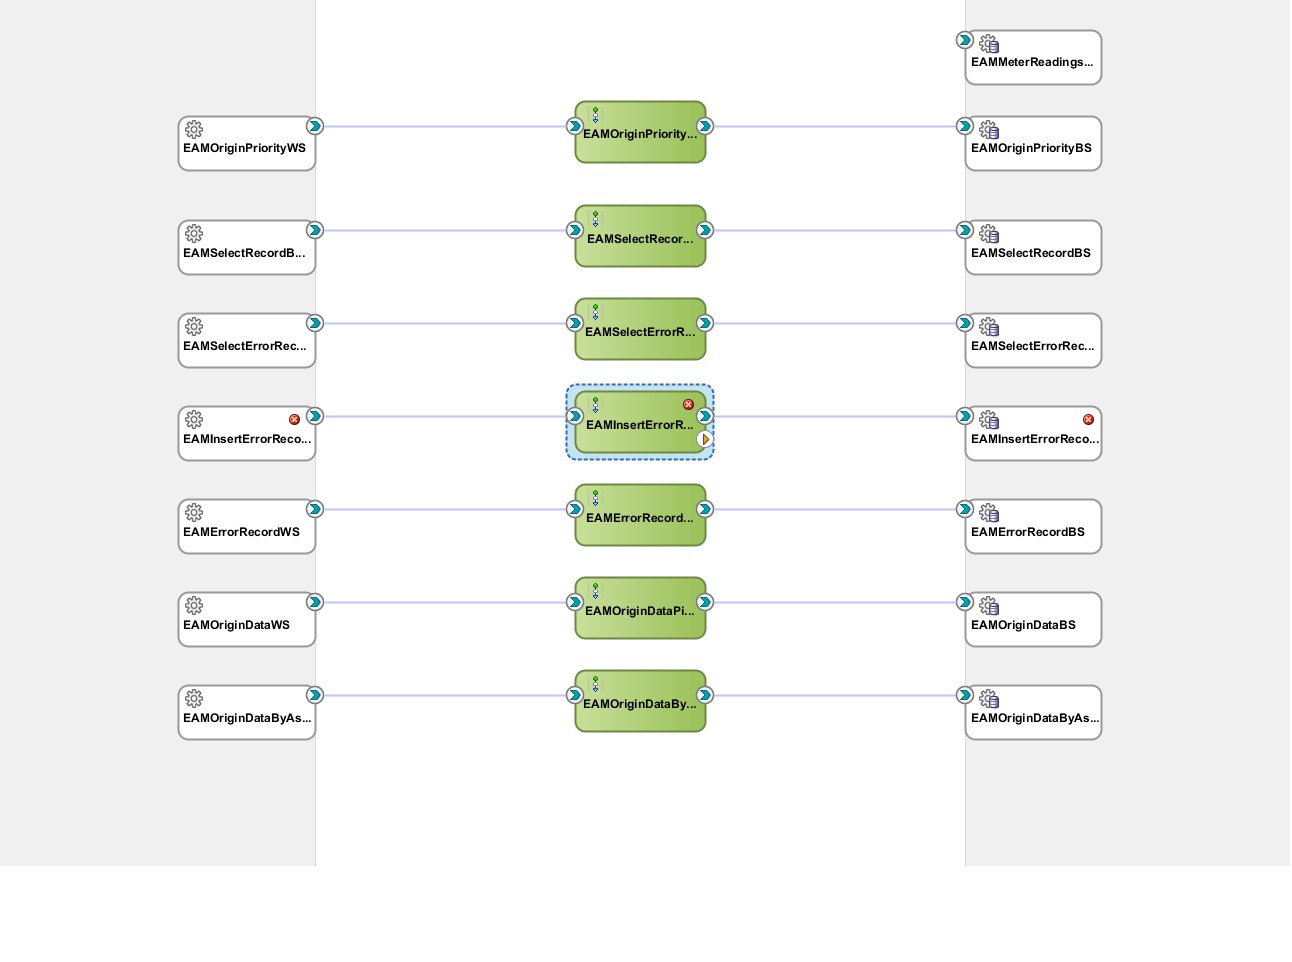 EAMMeterReadings...
EAMOriginPriorityWS
EAMOriginPriority...
EAMOriginPriorityBS
EAMSelectRecordB...
EAMSelectRecor...
EAMSelectRecordBS
EAMSelectErrorRec...
EAMSelectErrorR...
EAMSelectErrorRec...
EAMInsertErrorReco...
EAMInsertErrorR...
EAMInsertErrorReco...
EAMErrorRecordWS
EAMErrorRecord...
EAMErrorRecordBS
EAMOriginDataWS
EAMOriginDataPi...
EAMOriginDataBS
EAMOriginDataByAs...
EAMOriginDataBy...
EAMOriginDataByAs...